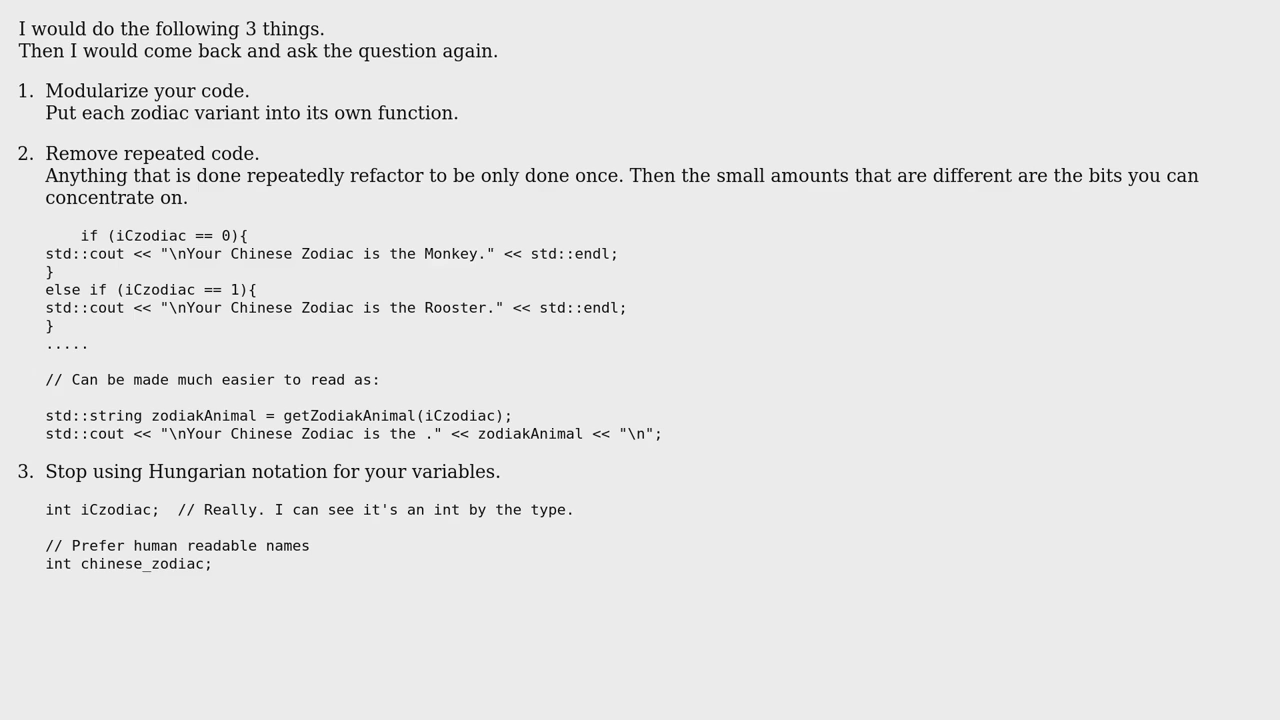 I would do the following 3 things.
Then I would come back and ask the question again.
1. Modularize your code.
Put each zodiac variant into its own function.
2. Remove repeated code.
Anything that is done repeatedly refactor to be only done once. Then the small amounts that are different are the bits you can
concentrate on.
if (iCzodiac == 0){
std::cout << "\nYour Chinese Zodiac is the Monkey." << std::endl;
}
else if (iCzodiac == 1){
std::cout << "\nYour Chinese Zodiac is the Rooster." << std::endl;
}
.....
// Can be made much easier to read as:
std::string zodiakAnimal = getZodiakAnimal(iCzodiac);
std::cout << "\nYour Chinese Zodiac is the ." << zodiakAnimal << "\n";
3. Stop using Hungarian notation for your variables.
int iCzodiac;  // Really. I can see it's an int by the type.
// Prefer human readable names
int chinese_zodiac;